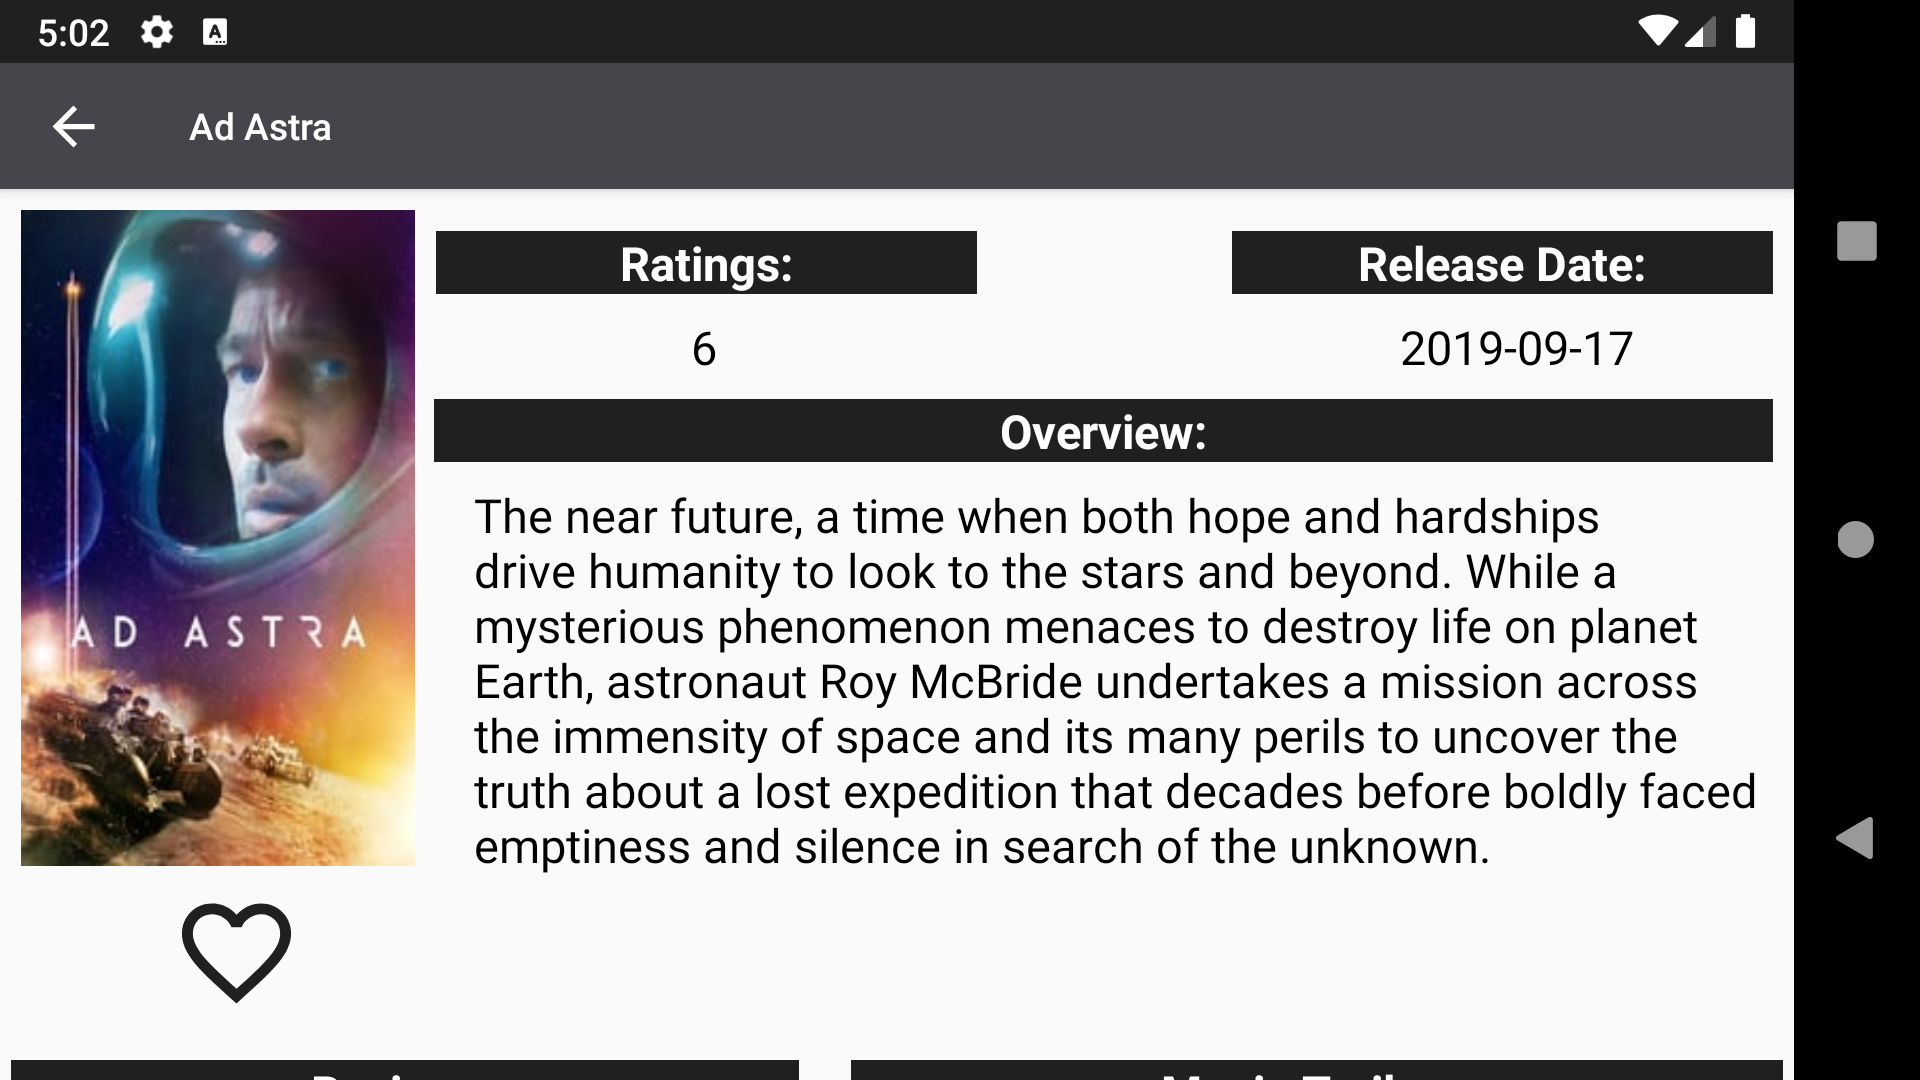 5:02
Ad Astra
Ratings:
Release Date:
6
2019-09-17
Overview:
The near future, a time when both hope and hardships
drive humanity to look to the stars and beyond. While a
mysterious phenomenon menaces to destroy life on planet
Earth, astronaut Roy McBride undertakes a mission across
the immensity of space and its many perils to uncover the
truth about a lost expedition that decades before boldly faced
emptiness and silence in search of the unknown.
AD ASTRA